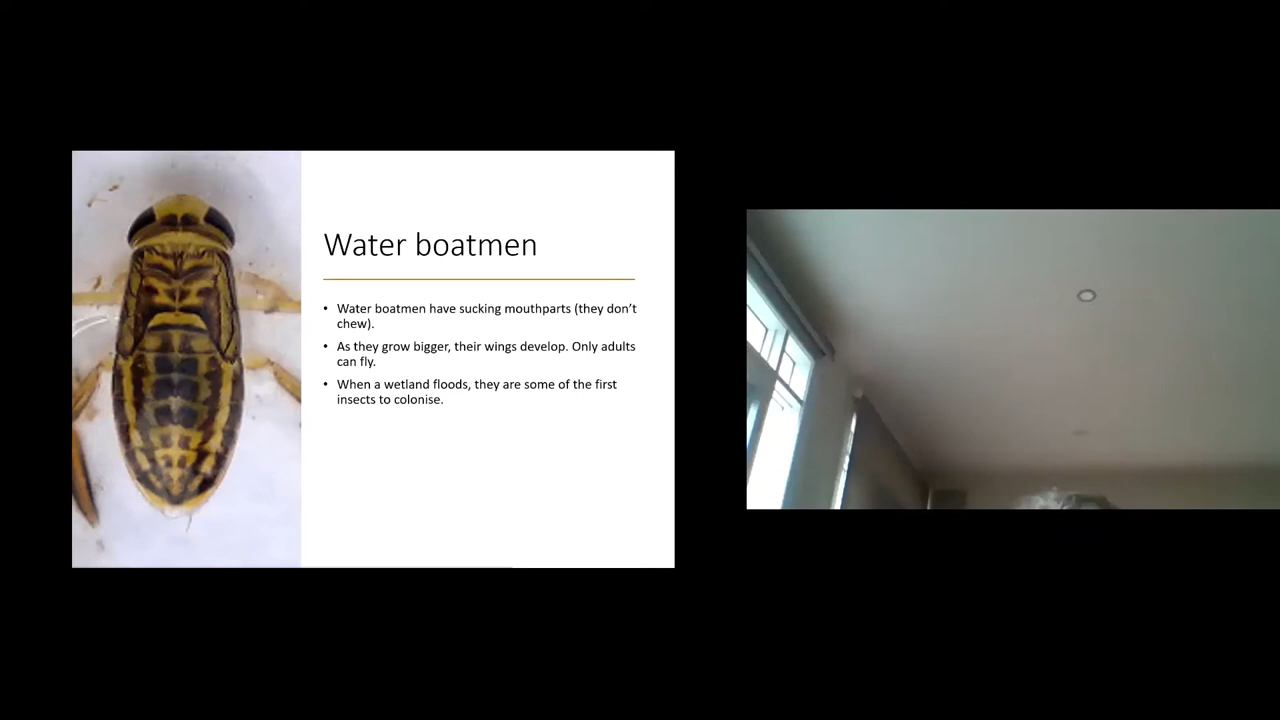 Water boatmen
• Water boatmen have sucking mouthparts (they don’t
chew).
• As they grow bigger, their wings develop. Only adults
can fly.
• When a wetland floods, they are some of the first
insects to colonise.